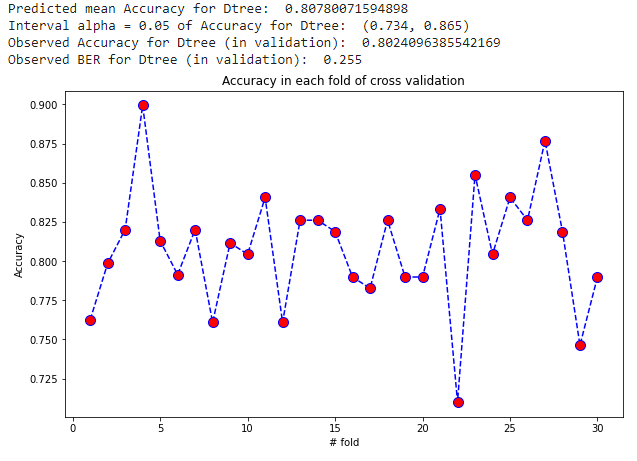 Predicted mean Accuracy for Dtree:  0.80780071594898
Interval alpha = 0.05 of Accuracy for Dtree:  (0.734, 0.865)
Observed Accuracy for Dtree (in validation):  0.8024096385542169
Observed BER for Dtree (in validation):  0.255
Accuracy in each fold of cross validation
0.900
0.875
0.850
0.825
0.800
0.775
0.750
0.725
Accuracy
0 5 10 15 20 25 30
# fold